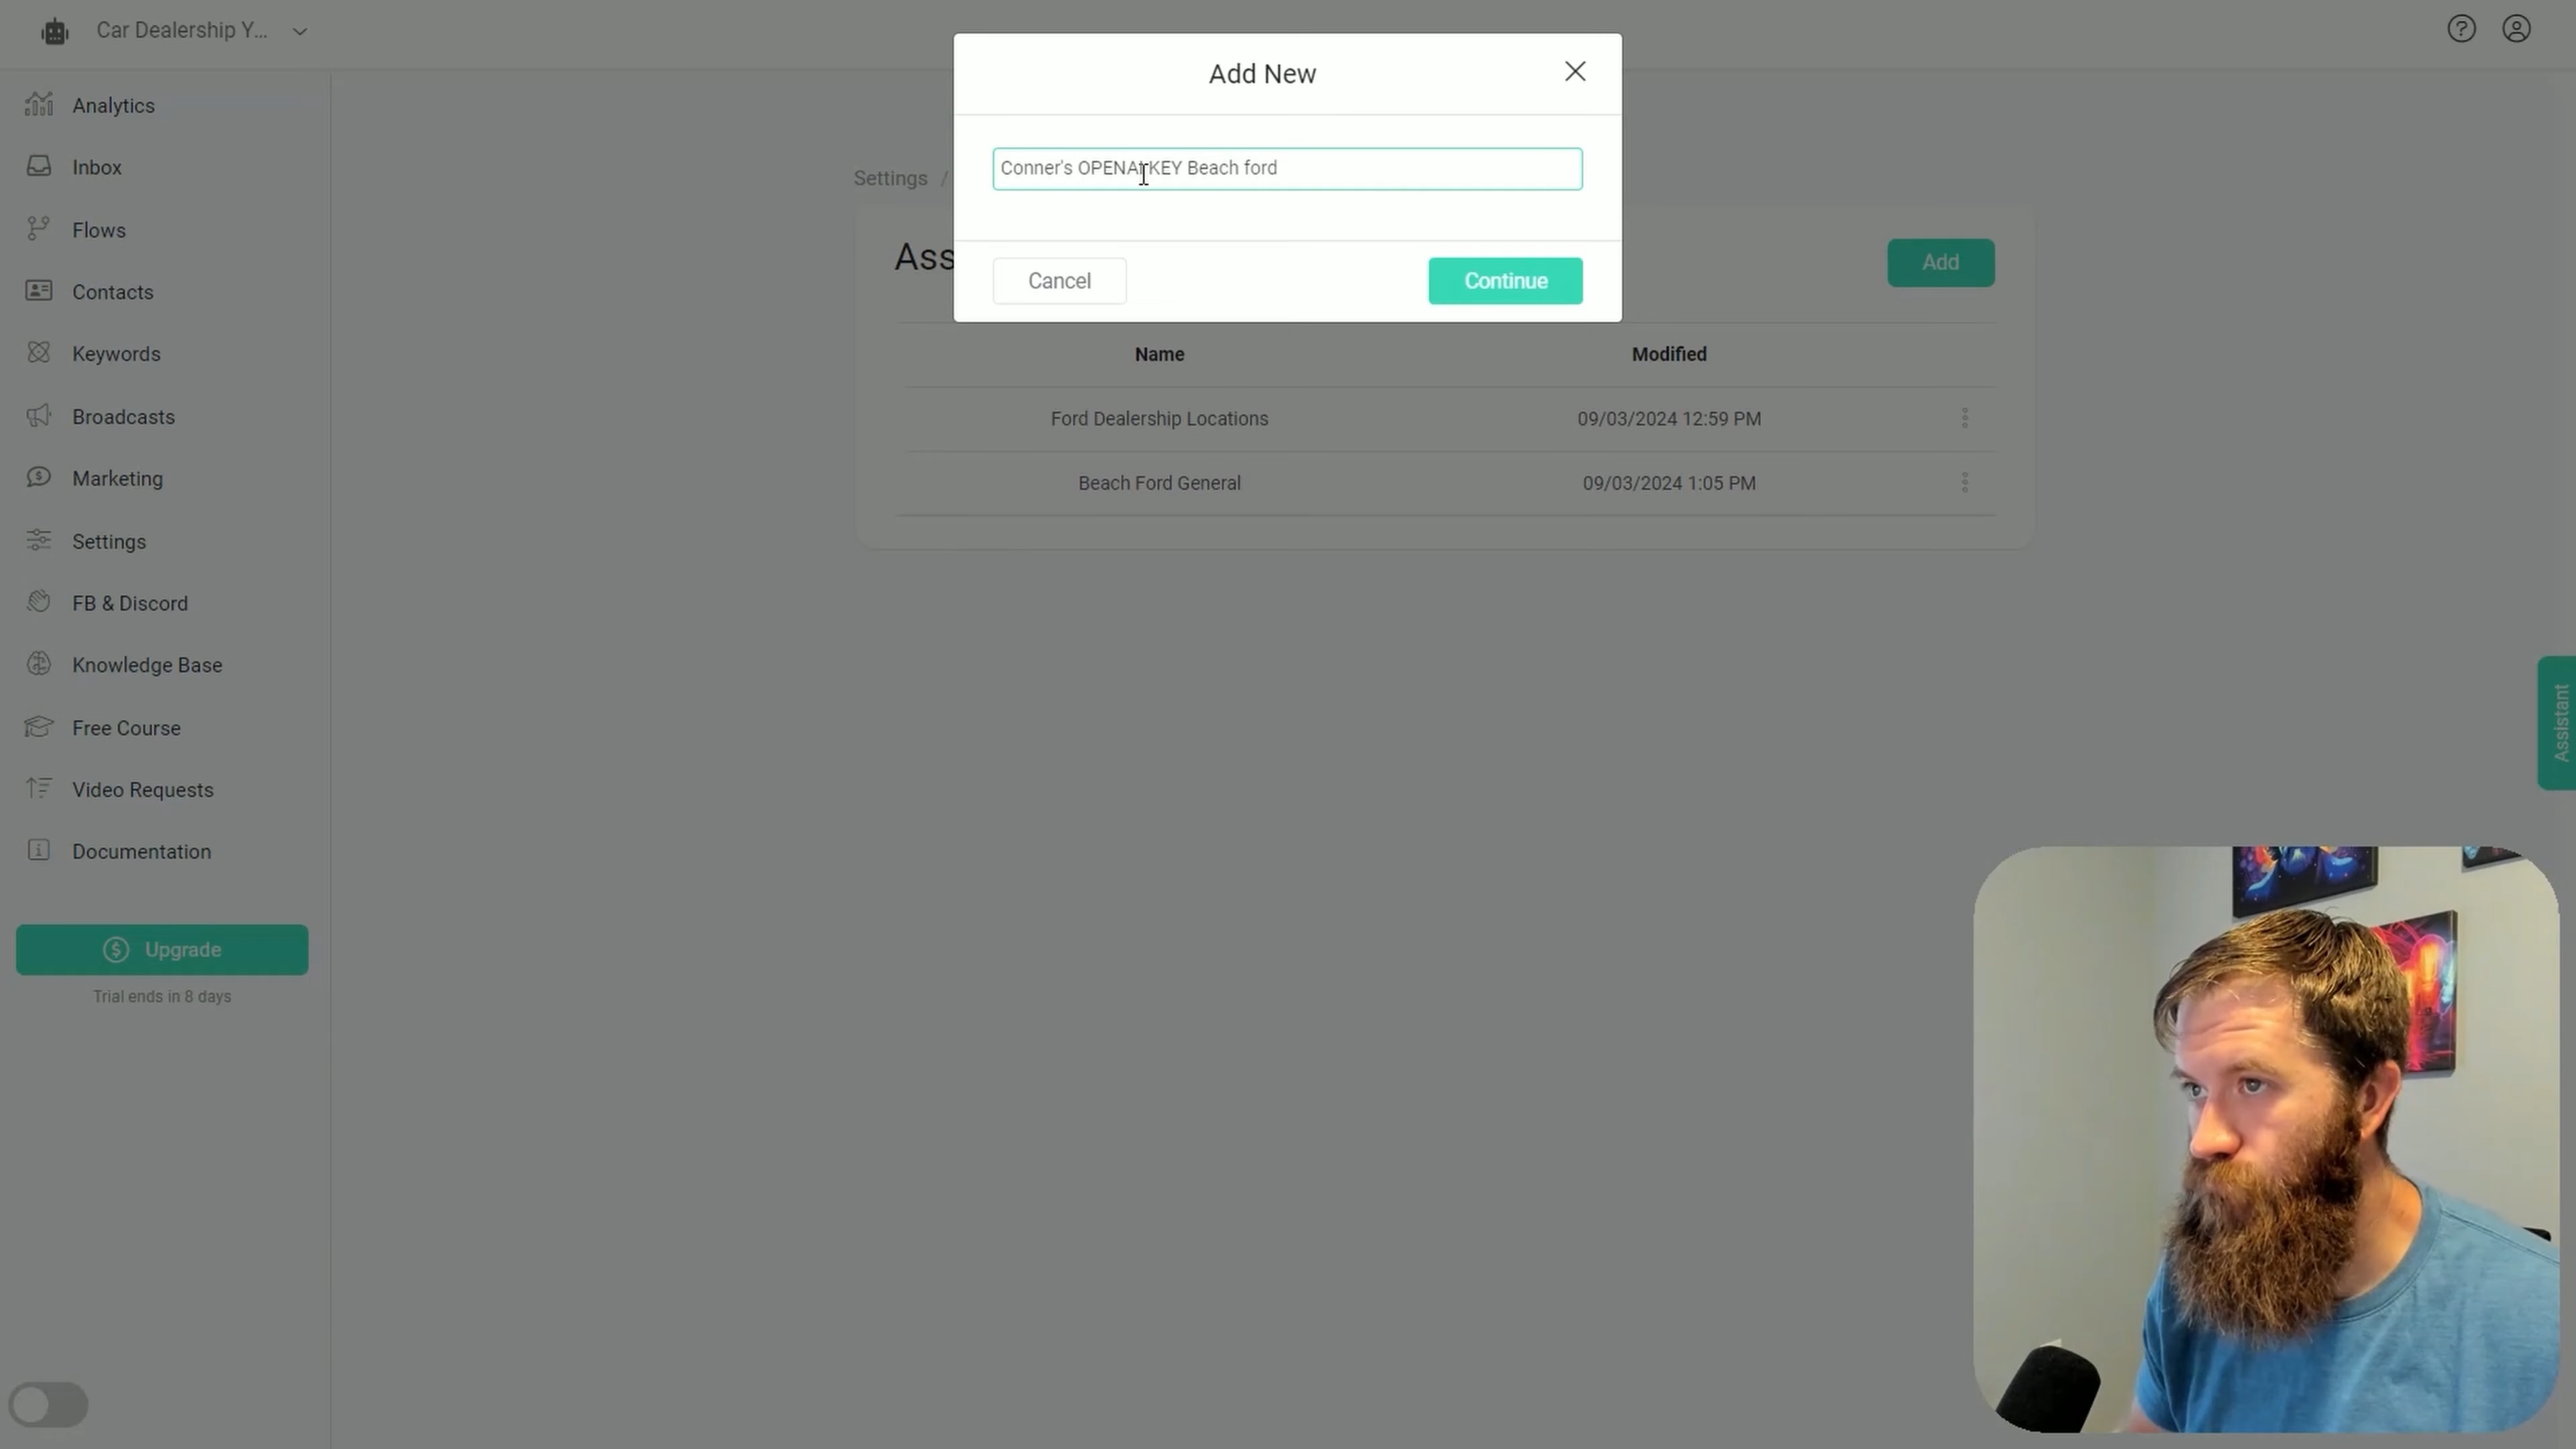 Car Dealership Y...
Add New
Analytics
Inbox
Flows
Contacts
Keywords
Broadcasts
Marketing
Settings
FB & Discord
Knowledge Base
Free Course
Video Requests
Documentation
Upgrade
Trial ends in 8 days
Conner's OPENAI KEY Beach ford
Cancel
Continue
Settings /
Ass
Add
Name Modified
Ford Dealership Locations 09/03/2024 12:59 PM
Beach Ford General 09/03/2024 1:05 PM
Assistant